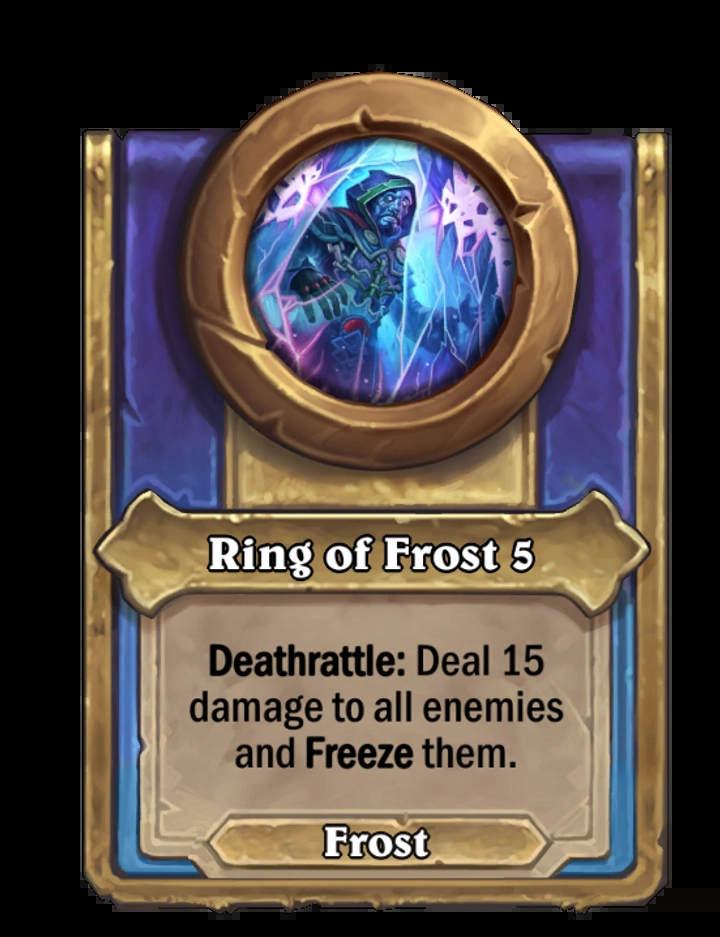 Ring of Frost 5
Deathrattle: Deal 15
damage to all enemies
and Freeze them.
Frost